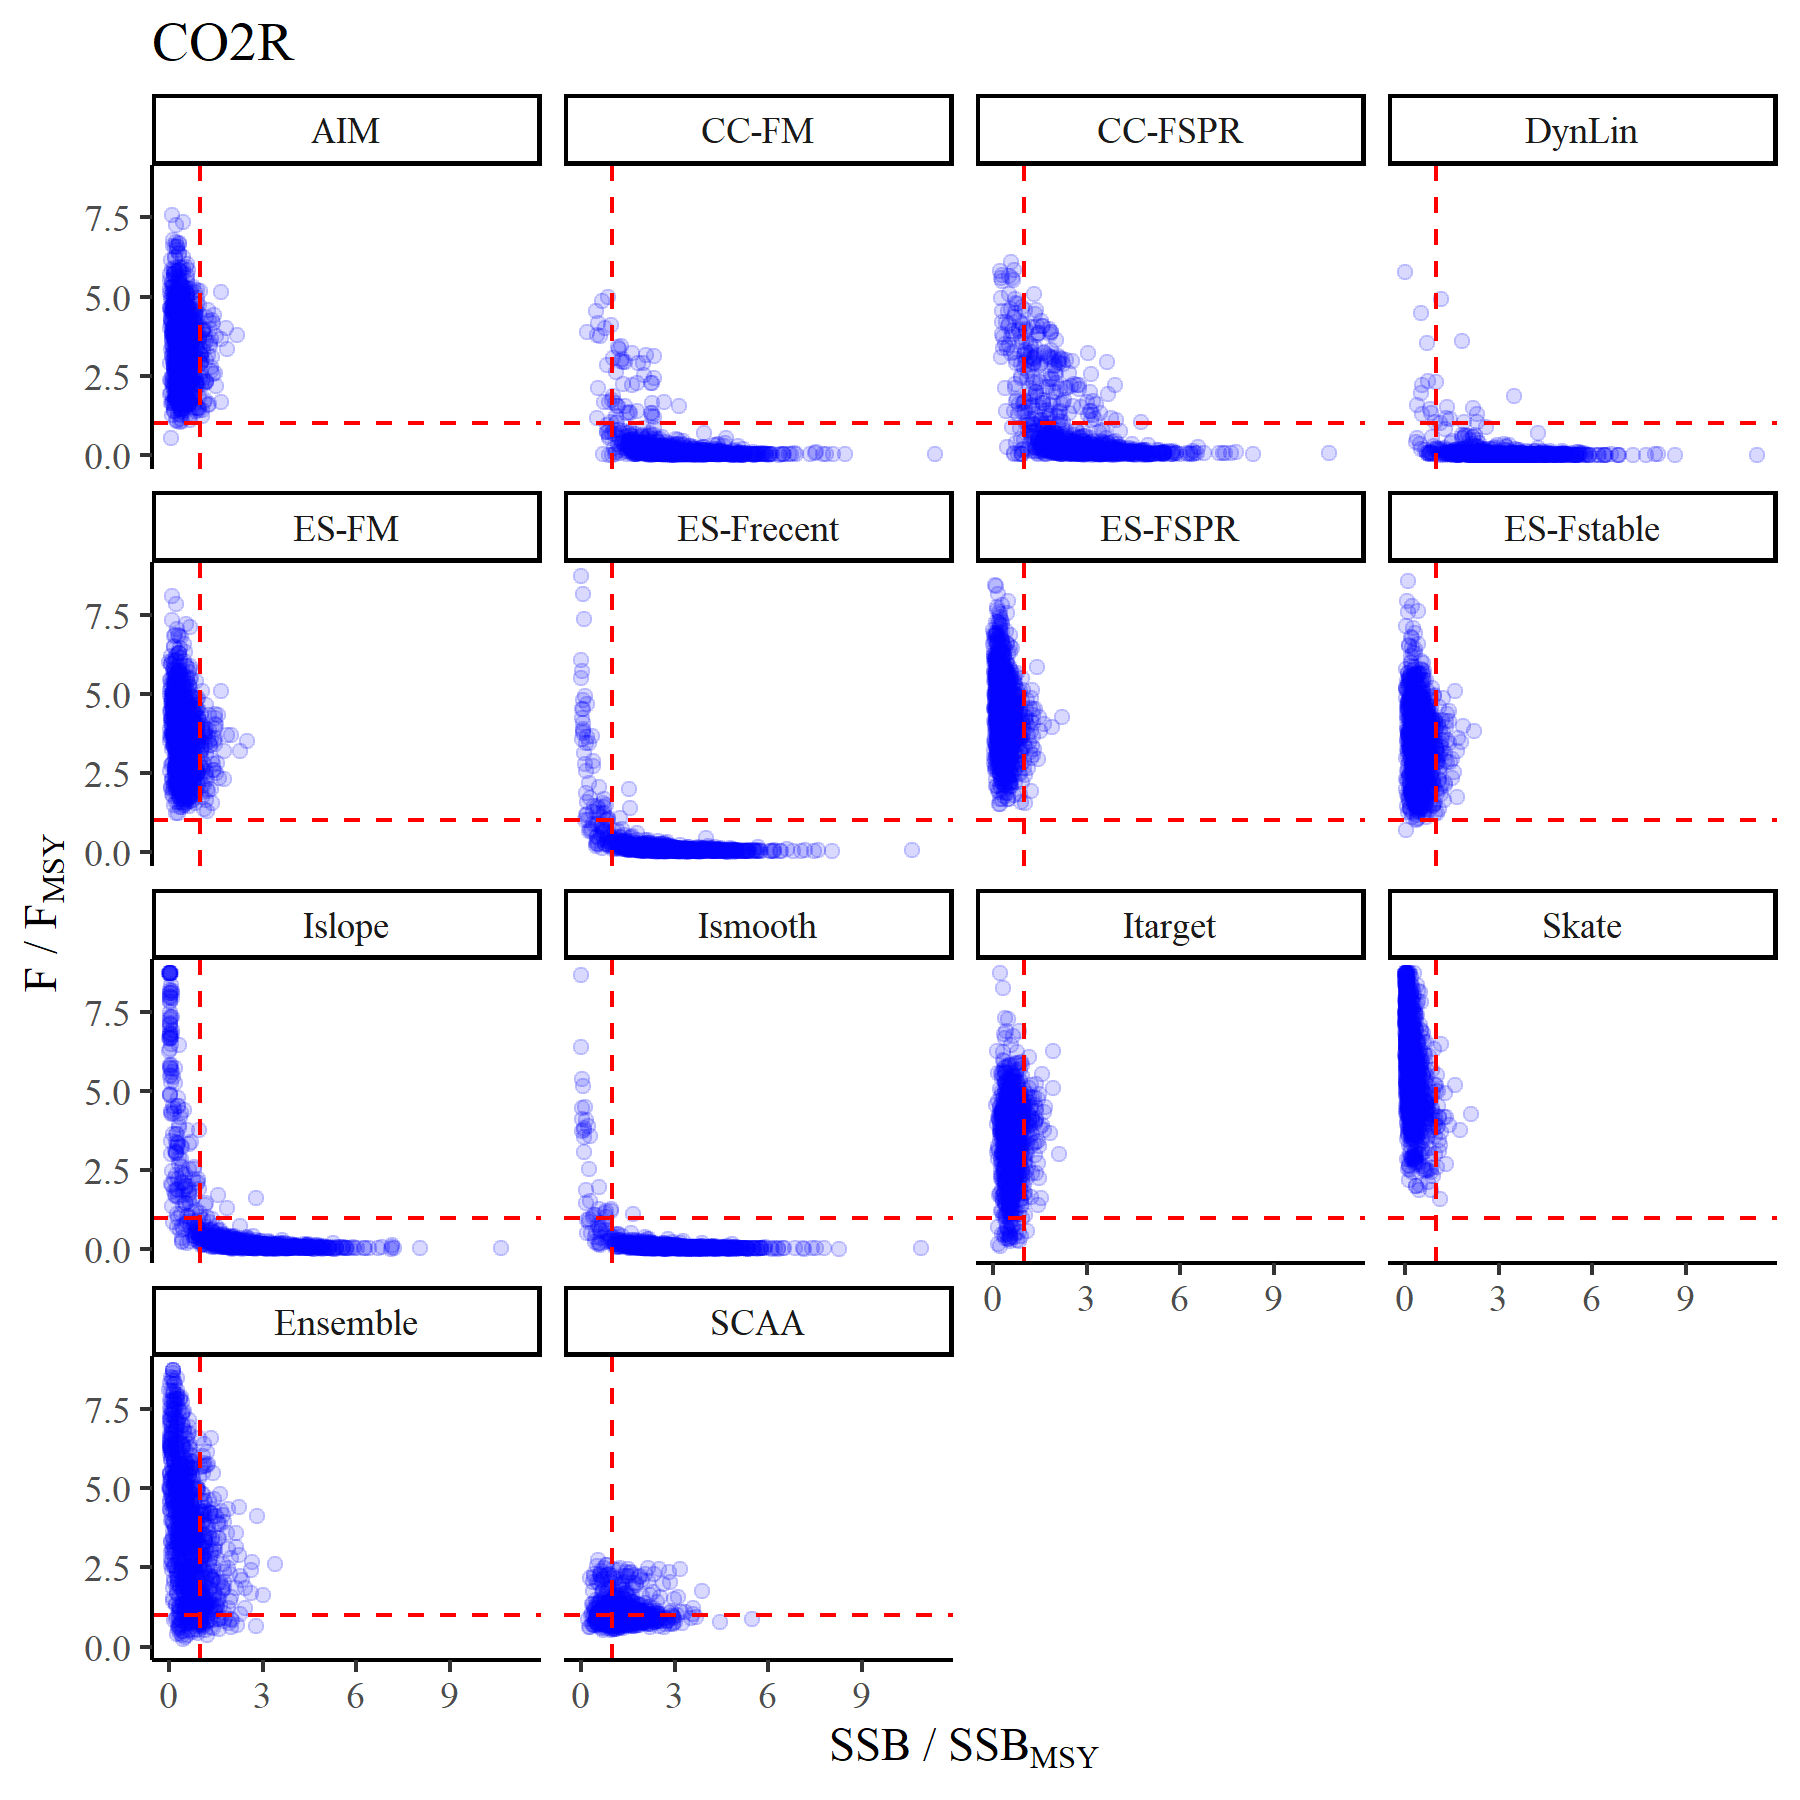 CO2R
AIM CC-FM CC-FSPR DynLin
7.5
5.0
2.5
0.0
ES-FM ES-Frecent ES-FSPR ES-Fstable
7.5
5.0
2.5
0.0
F / FMSY
Islope Ismooth Itarget Skate
7.5
5.0
2.5
0.0
0 3 6 9 0 3 6 9
Ensemble SCAA
7.5
5.0
2.5
0.0
0 3 6 9 0 3 6 9
SSB / SSBMSY